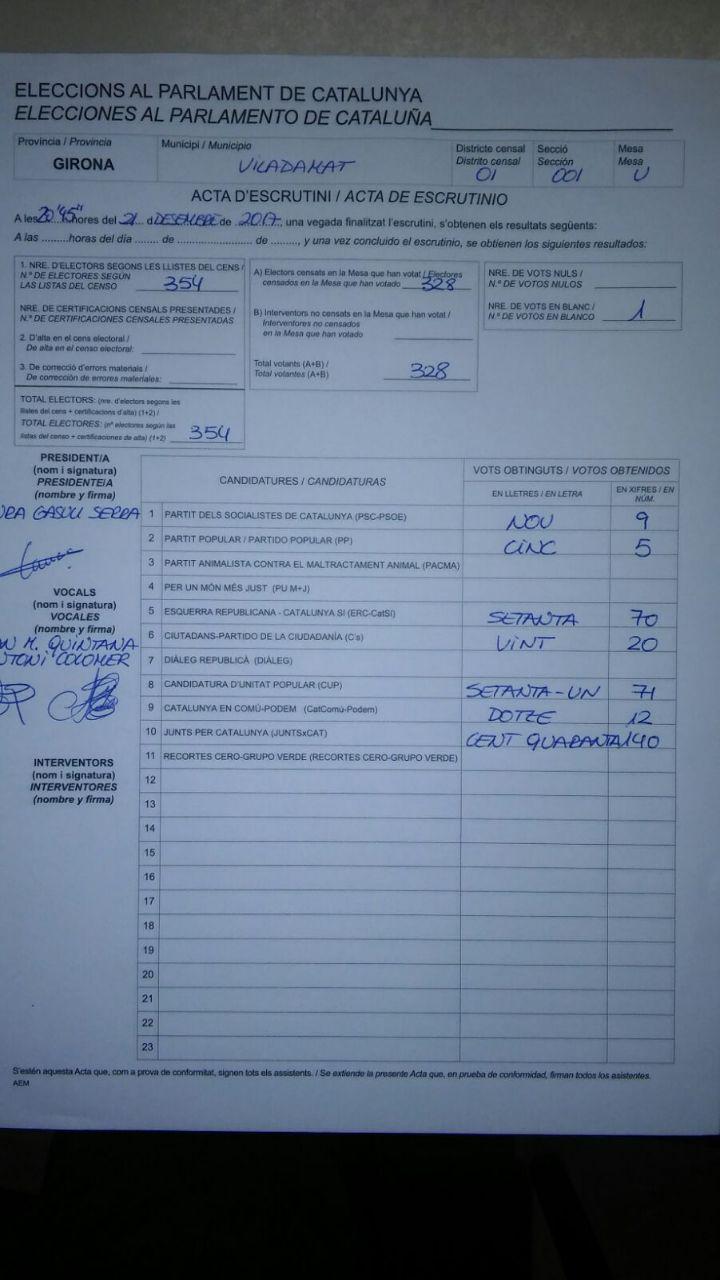 ELECCIONS AL PARLAMENT DE CATALUNYA
ELECCIONES AL PARLAMENTO DE CATALUÑA
Província / Provincia
GIRONA
Municipi / Municipio
VILADAMAT
Districte censal
Distrito censal
01
Secció
Sección
001
Mesa
Mesa
U
ACTA D'ESCRUTINI / ACTA DE ESCRUTINIO
A les 20'45" hores del 21 d DESEMBRE de 2017, una vegada finalitzat l'escrutini, s'obtenen els resultats següents:
A las .........horas del día ....... de ....................... de ........, y una vez concluido el escrutinio, se obtienen los siguientes resultados:
1. NRE. D'ELECTORS SEGONS LES LLISTES DEL CENS /
N.º DE ELECTORES SEGÚN
LAS LISTAS DEL CENSO 354
NRE. DE CERTIFICACIONS CENSALS PRESENTADES /
N.º DE CERTIFICACIONES CENSALES PRESENTADAS
2. D'alta en el cens electoral /
De alta en el censo electoral:
3. De correcció d'errors materials /
De corrección de errores materiales:
TOTAL ELECTORS: (nre. d'electors segons les
llistes del cens + certificacions d'alta) (1+2) /
TOTAL ELECTORES: (nº electores según las
listas del censo + certificaciones de alta) (1+2) 354
A) Electors censats en la Mesa que han votat / Electores
censados en la Mesa que han votado 328
B) Interventors no censats en la Mesa que han votat /
Interventores no censados
en la Mesa que han votado
Total votants (A+B) /
Total votantes (A+B) 328
NRE. DE VOTS NULS /
N.º DE VOTOS NULOS
NRE. DE VOTS EN BLANC /
N.º DE VOTOS EN BLANCO 1
PRESIDENT/A
(nom i signatura)
PRESIDENTE/A
(nombre y firma)
GASULL SERRA
VOCALS
(nom i signatura)
VOCALES
(nombre y firma)
M. QUINTANA
COLOMER
INTERVENTORS
(nom i signatura)
INTERVENTORES
(nombre y firma)
CANDIDATURES / CANDIDATURAS
VOTS OBTINGUTS / VOTOS OBTENIDOS
EN LLETRES / EN LETRA
EN XIFRES / EN NÚM.
1 PARTIT DELS SOCIALISTES DE CATALUNYA (PSC-PSOE) NOU 9
2 PARTIT POPULAR / PARTIDO POPULAR (PP) CINC 5
3 PARTIT ANIMALISTA CONTRA EL MALTRACTAMENT ANIMAL (PACMA)
4 PER UN MÓN MÉS JUST (PU M+J)
5 ESQUERRA REPUBLICANA - CATALUNYA SÍ (ERC-CatSí) SETANTA 70
6 CIUTADANS-PARTIDO DE LA CIUDADANÍA (C's) VINT 20
7 DIÀLEG REPUBLICÀ (DIÀLEG)
8 CANDIDATURA D'UNITAT POPULAR (CUP) SETANTA-UN 71
9 CATALUNYA EN COMÚ-PODEM (CatComú-Podem) DOTZE 12
10 JUNTS PER CATALUNYA (JUNTSxCAT) CENT QUARANTA 140
11 RECORTES CERO-GRUPO VERDE (RECORTES CERO-GRUPO VERDE)
12
13
14
15
16
17
18
19
20
21
22
23
S'estén aquesta Acta que, com a prova de conformitat, signen tots els assistents. / Se extiende la presente Acta que, en prueba de conformidad, firman todos los asistentes.
AEM